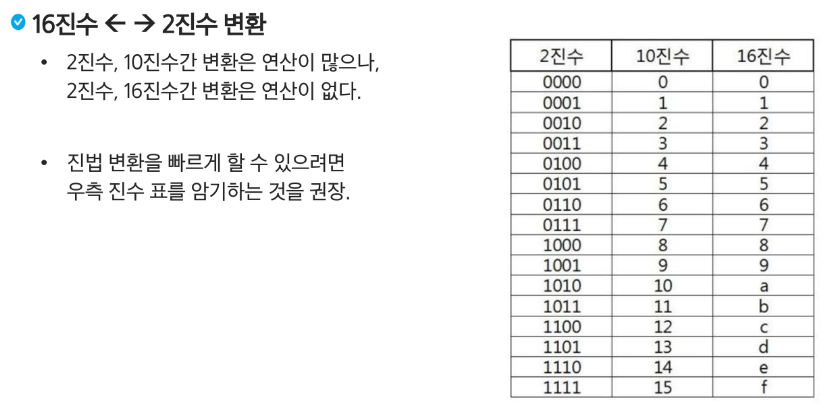 16진수 ← → 2진수 변환
• 2진수, 10진수간 변환은 연산이 많으나,
2진수, 16진수간 변환은 연산이 없다.
• 진법 변환을 빠르게 할 수 있으려면
우측 진수 표를 암기하는 것을 권장.
2진수 10진수 16진수
0000 0 0
0001 1 1
0010 2 2
0011 3 3
0100 4 4
0101 5 5
0110 6 6
0111 7 7
1000 8 8
1001 9 9
1010 10 a
1011 11 b
1100 12 c
1101 13 d
1110 14 e
1111 15 f